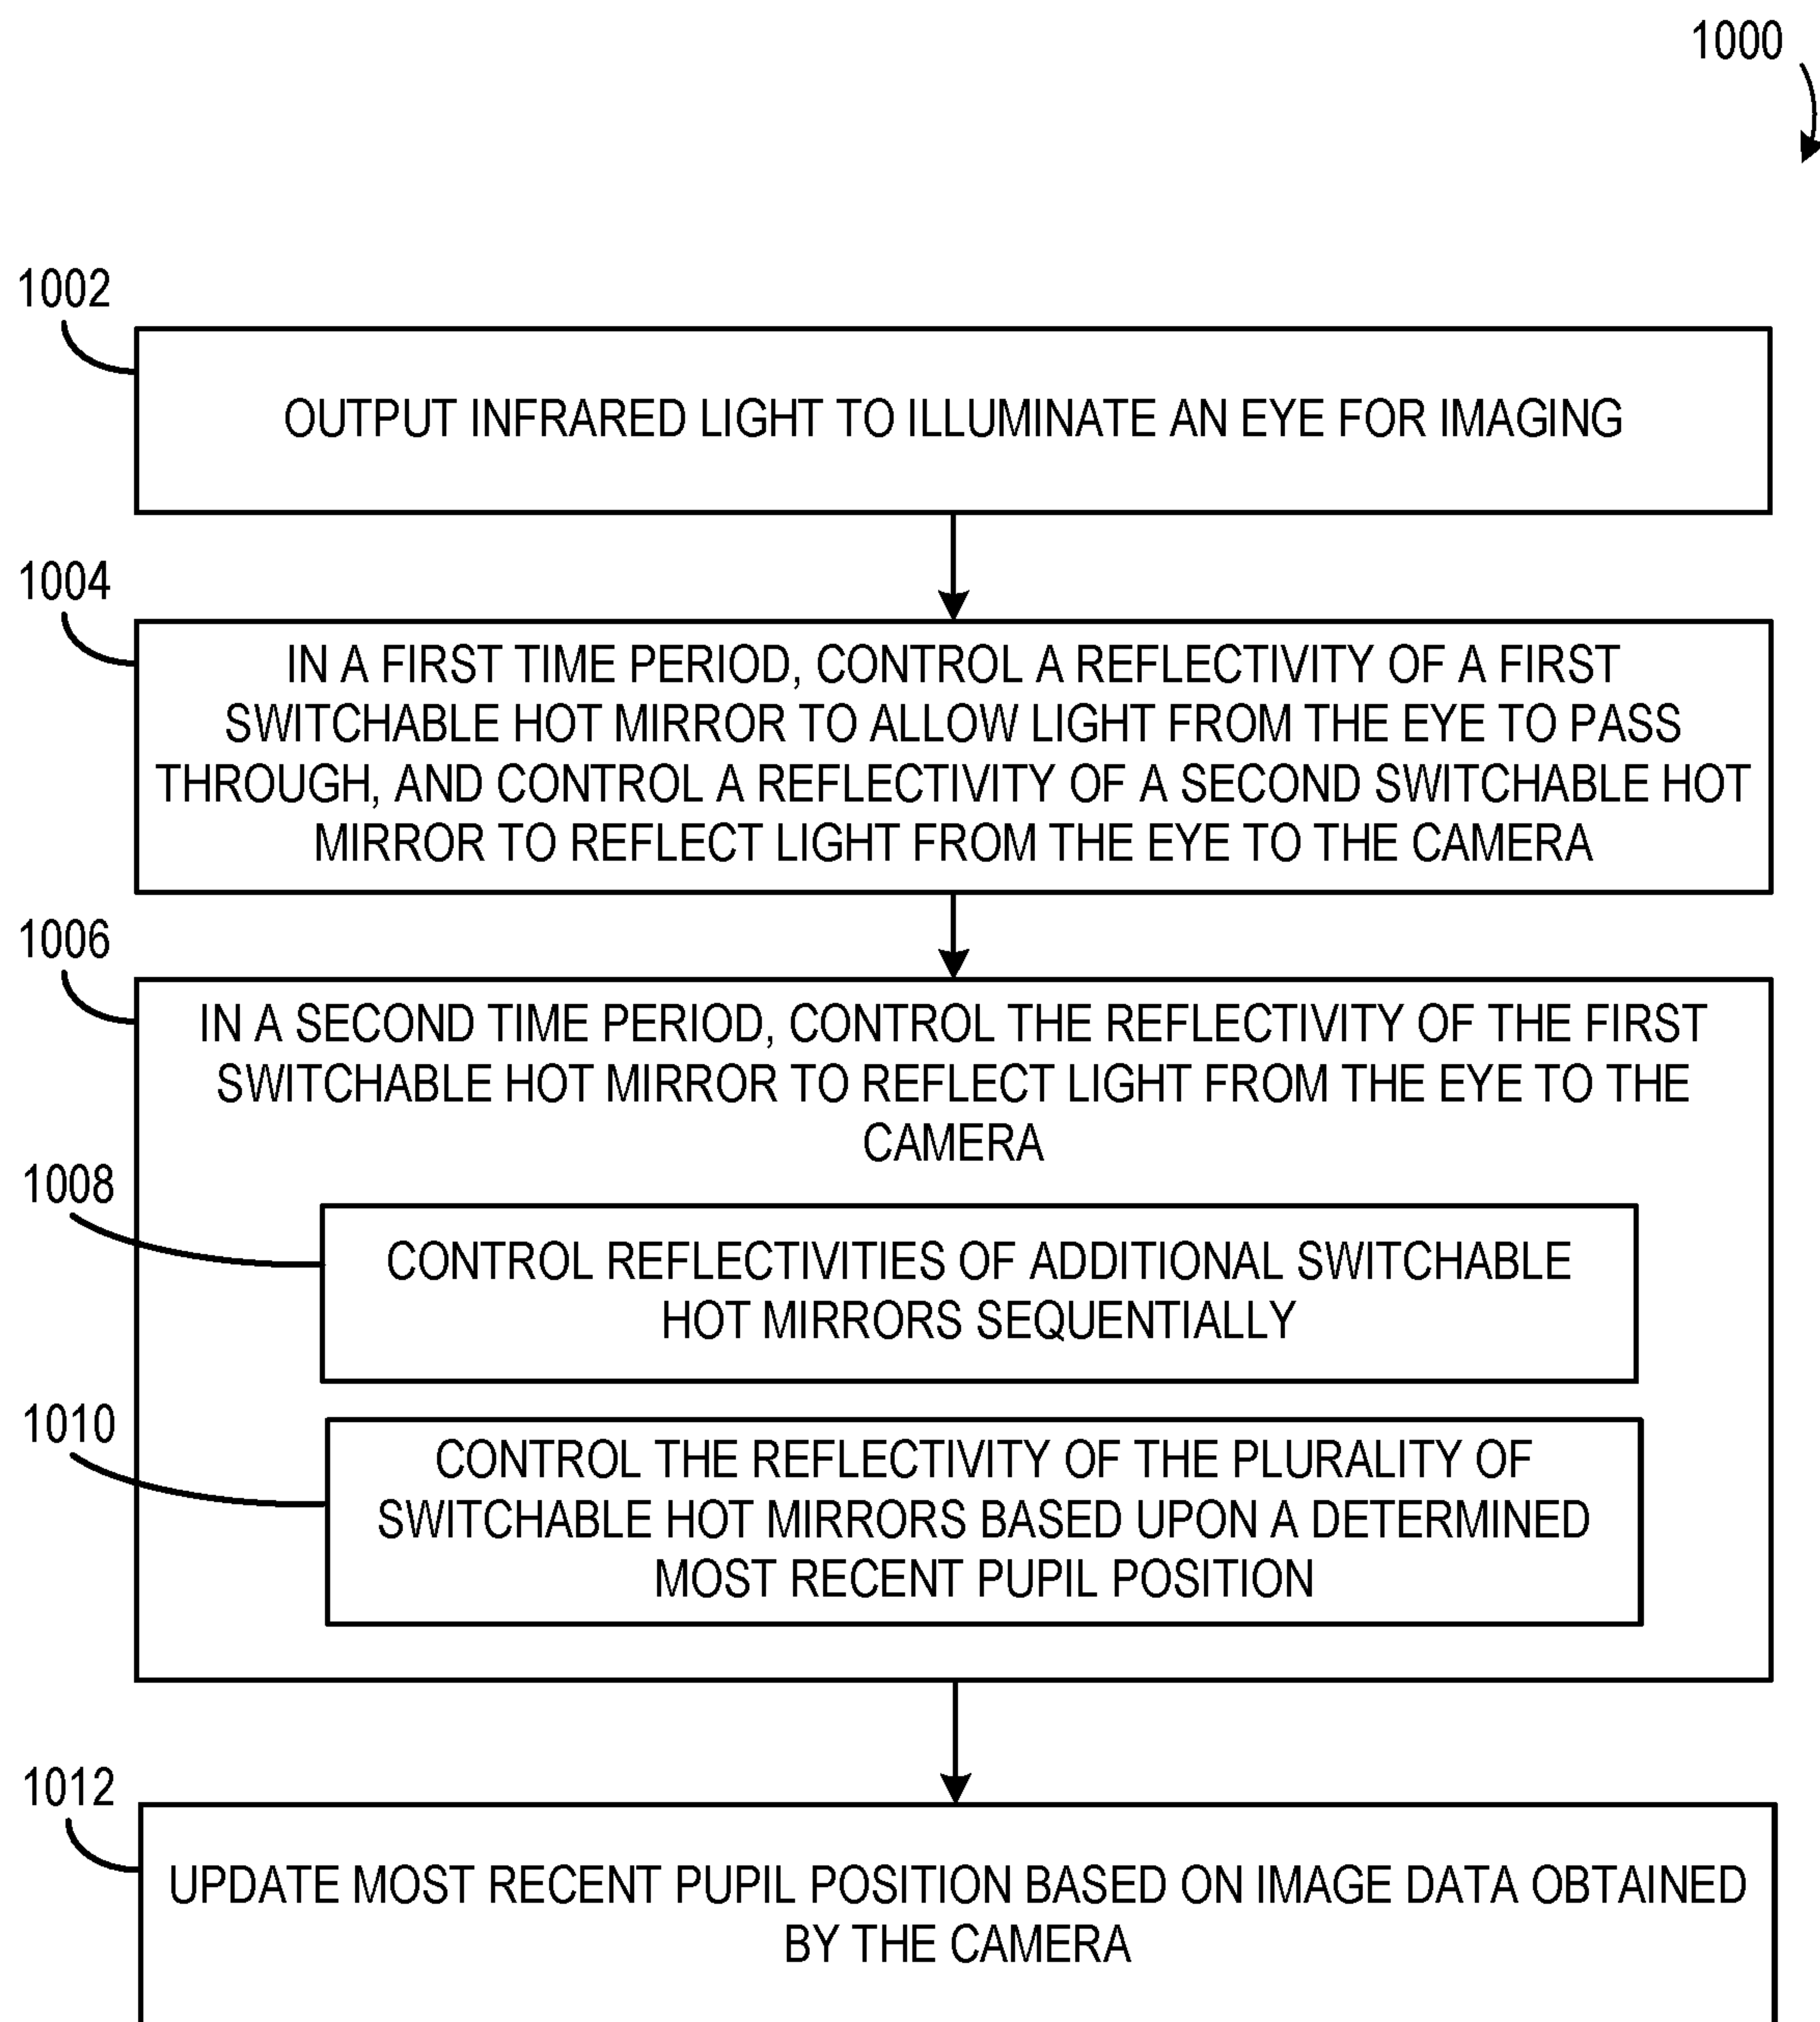 1000
1002
OUTPUT INFRARED LIGHT TO ILLUMINATE AN EYE FOR IMAGING
1004
IN A FIRST TIME PERIOD, CONTROL A REFLECTIVITY OF A FIRST
SWITCHABLE HOT MIRROR TO ALLOW LIGHT FROM THE EYE TO PASS
THROUGH, AND CONTROL A REFLECTIVITY OF A SECOND SWITCHABLE HOT
MIRROR TO REFLECT LIGHT FROM THE EYE TO THE CAMERA
1006
IN A SECOND TIME PERIOD, CONTROL THE REFLECTIVITY OF THE FIRST
SWITCHABLE HOT MIRROR TO REFLECT LIGHT FROM THE EYE TO THE
CAMERA
1008
CONTROL REFLECTIVITIES OF ADDITIONAL SWITCHABLE
HOT MIRRORS SEQUENTIALLY
1010
CONTROL THE REFLECTIVITY OF THE PLURALITY OF
SWITCHABLE HOT MIRRORS BASED UPON A DETERMINED
MOST RECENT PUPIL POSITION
1012
UPDATE MOST RECENT PUPIL POSITION BASED ON IMAGE DATA OBTAINED
BY THE CAMERA